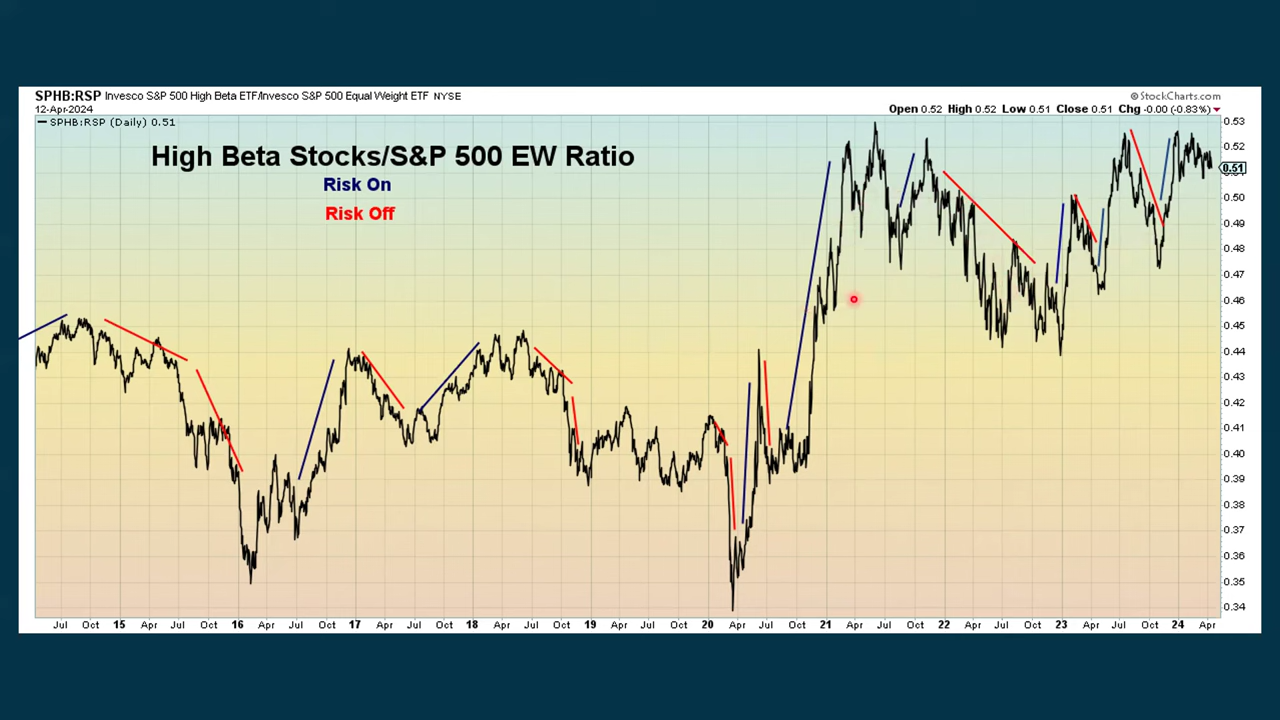 SPHB:RSP Invesco S&P 500 High Beta ETF/Invesco S&P 500 Equal Weight ETF NYSE
© StockCharts.com
12-Apr-2024
Open 0.52 High 0.52 Low 0.51 Close 0.51 Chg -0.00 (-0.83%)
SPHB:RSP (Daily) 0.51
High Beta Stocks/S&P 500 EW Ratio
Risk On
Risk Off
0.53
0.52
0.51
0.51
0.50
0.49
0.48
0.47
0.46
0.45
0.44
0.43
0.42
0.41
0.40
0.39
0.38
0.37
0.36
0.35
0.34
Jul Oct 15 Apr Jul Oct 16 Apr Jul Oct 17 Apr Jul Oct 18 Apr Jul Oct 19 Apr Jul Oct 20 Apr Jul Oct 21 Apr Jul Oct 22 Apr Jul Oct 23 Apr Jul Oct 24 Apr